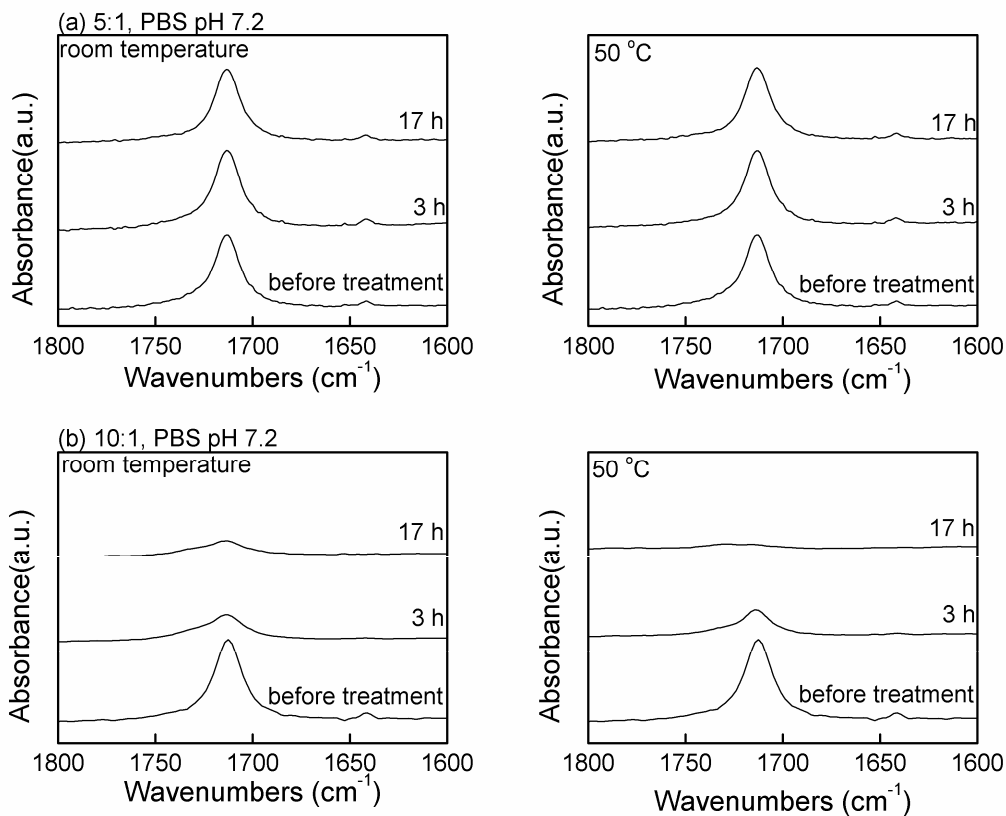 (a) 5:1, PBS pH 7.2
room temperature
17 h
3 h
before treatment
Absorbance(a.u.)
1800 1750 1700 1650 1600
Wavenumbers (cm⁻¹)
50 °C
17 h
3 h
before treatment
Absorbance(a.u.)
1800 1750 1700 1650 1600
Wavenumbers (cm⁻¹)
(b) 10:1, PBS pH 7.2
room temperature
17 h
3 h
before treatment
Absorbance(a.u.)
1800 1750 1700 1650 1600
Wavenumbers (cm⁻¹)
50 °C
17 h
3 h
before treatment
Absorbance(a.u.)
1800 1750 1700 1650 1600
Wavenumbers (cm⁻¹)